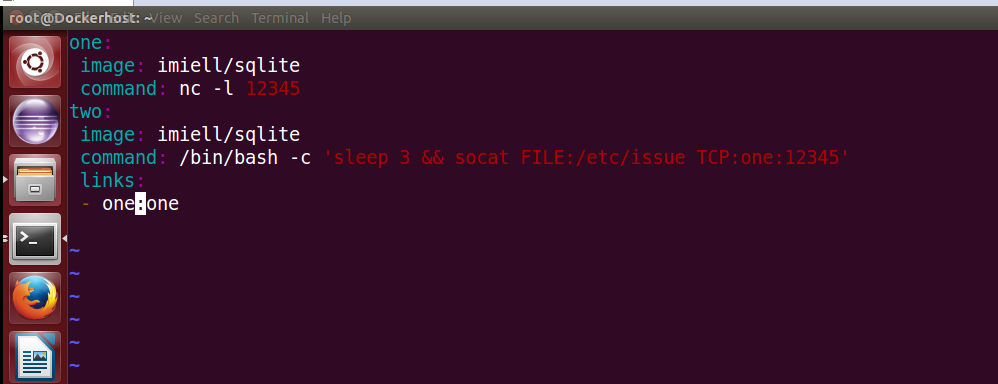 root@Dockerhost: ~ View Search Terminal Help
one:
 image: imiell/sqlite
 command: nc -l 12345
two:
 image: imiell/sqlite
 command: /bin/bash -c 'sleep 3 && socat FILE:/etc/issue TCP:one:12345'
 links:
 - one:one
~
~
~
~
~
~